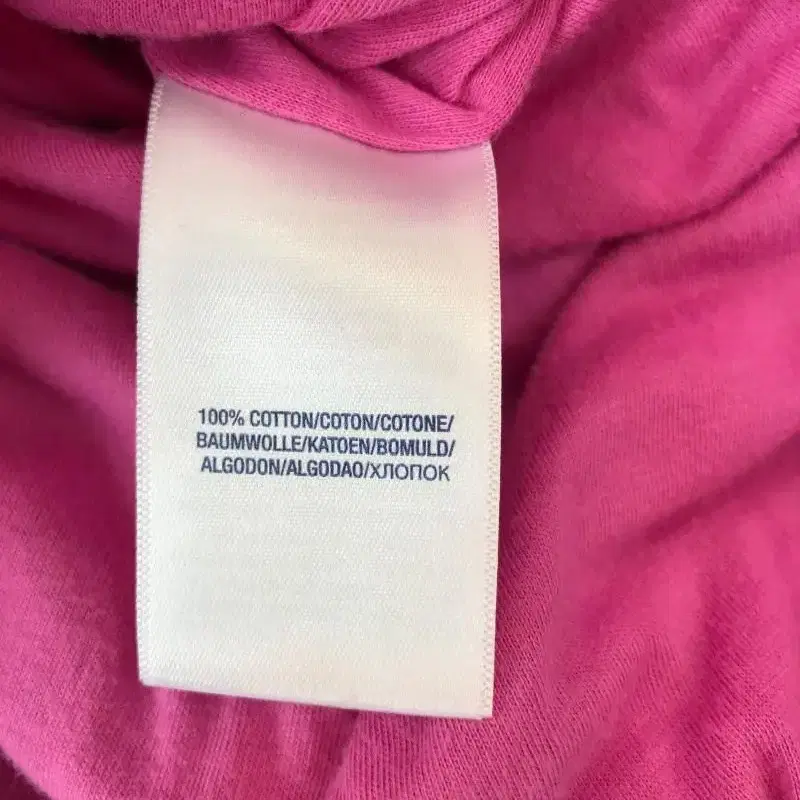 100% COTTON/COTON/COTONE/
BAUMWOLLE/KATOEN/BOMULD/
ALGODON/ALGODAO/ХЛОПОК